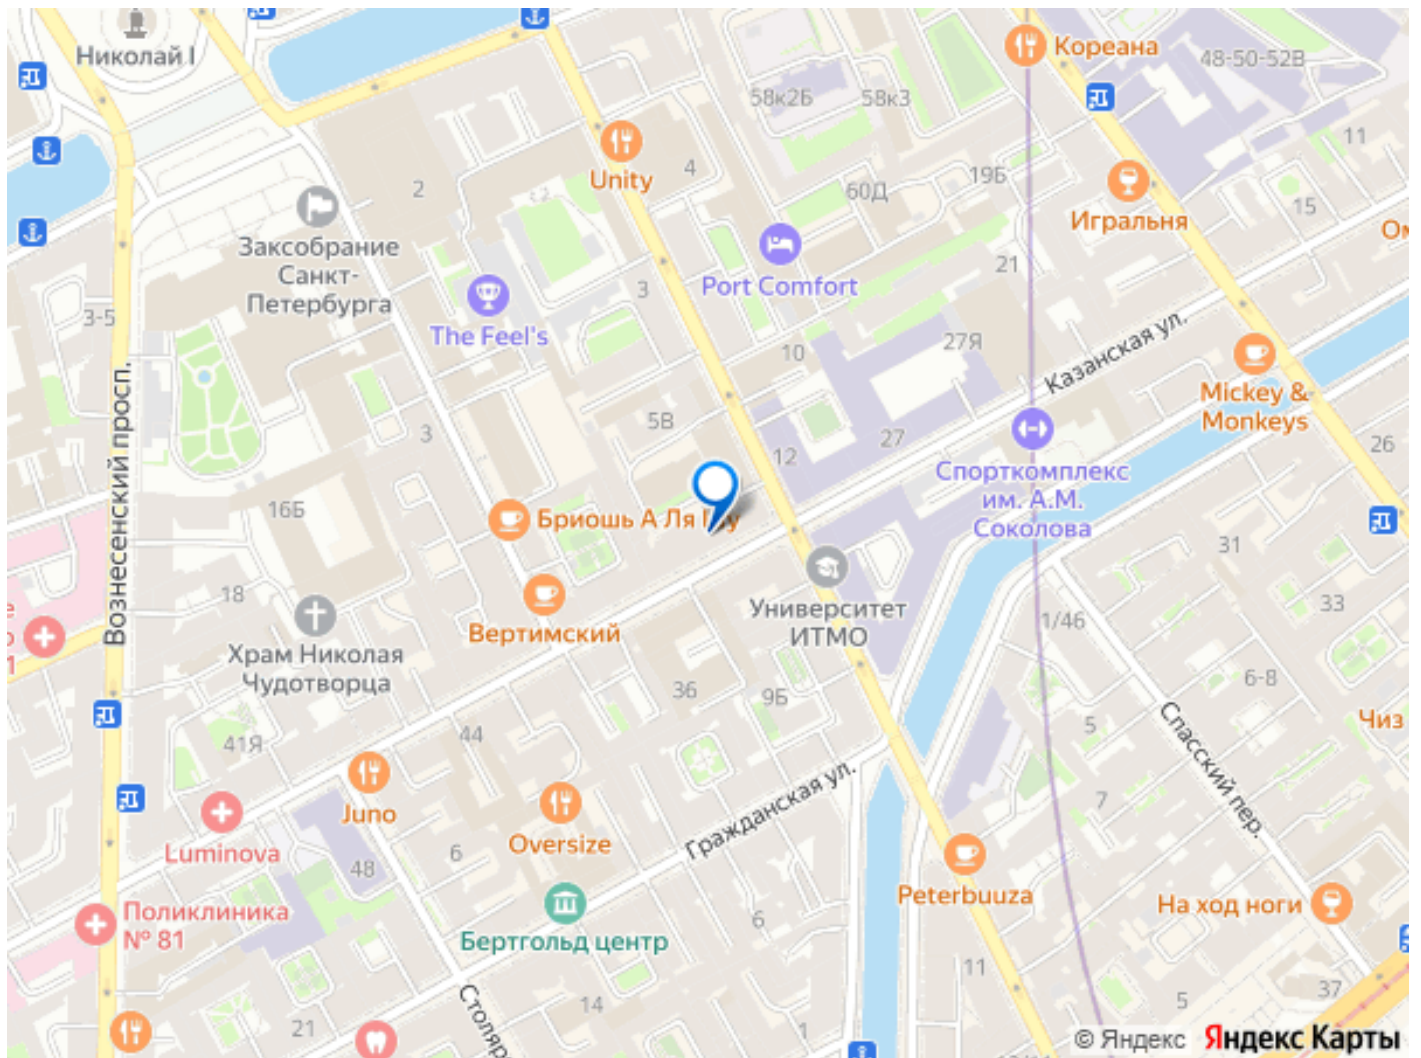 Николай I
Кореана
48-50-52В
58к2Б
58к3
11
Unity
4
2
60Д
19Б
Игральня
15
Заксобрание
Санкт-
Петербурга
Port Comfort
21
3
3-5
The Feel's
Казанская ул.
27Я
10
Mickey &
Monkeys
Вознесенский просп.
3
5В
27
12
26
Спорткомплекс
им. А.М.
Соколова
16Б
Бриошь А Ля
31
18
Вертимский
Университет
ИТМО
1/46
33
Храм Николая
Чудотворца
36
9Б
6-8
5
Чиз
Спасский пер.
41Я
44
Juno
Oversize
Гражданская ул.
7
Luminova
48
6
Peterbuuza
На ход ноги
Поликлиника
№ 81
Бертгольд центр
6
11
14
21
1
5
37
Столяр
© Яндекс Яндекс Карты